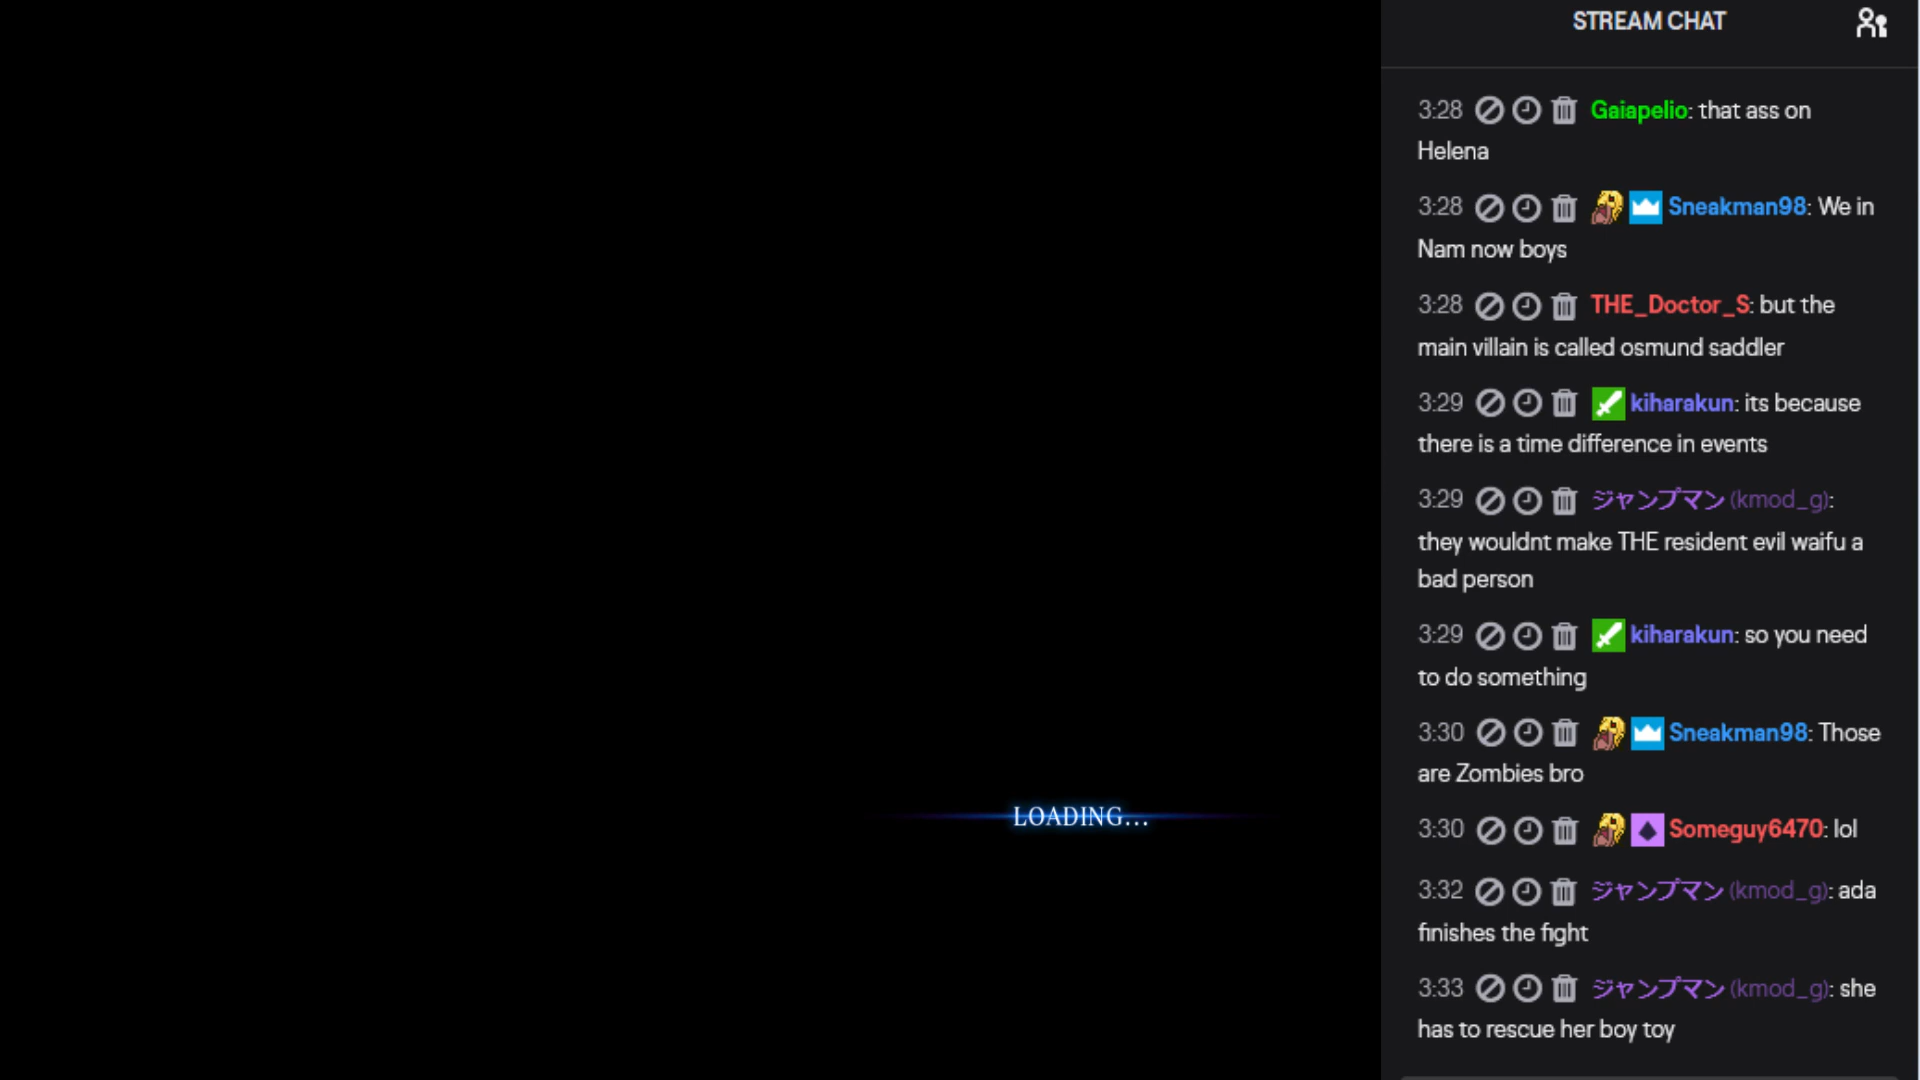 STREAM CHAT
3:28 Gaiapelio: that ass on
Helena
3:28 Sneakman98: We in
Nam now boys
3:28 THE_Doctor_S: but the
main villain is called osmund saddler
3:29 kiharakun: its because
there is a time difference in events
3:29 ジャンプマン (kmod_g):
they wouldnt make THE resident evil waifu a
bad person
3:29 kiharakun: so you need
to do something
3:30 Sneakman98: Those
are Zombies bro
LOADING...
3:30 Someguy6470: lol
3:32 ジャンプマン (kmod_g): ada
finishes the fight
3:33 ジャンプマン (kmod_g): she
has to rescue her boy toy